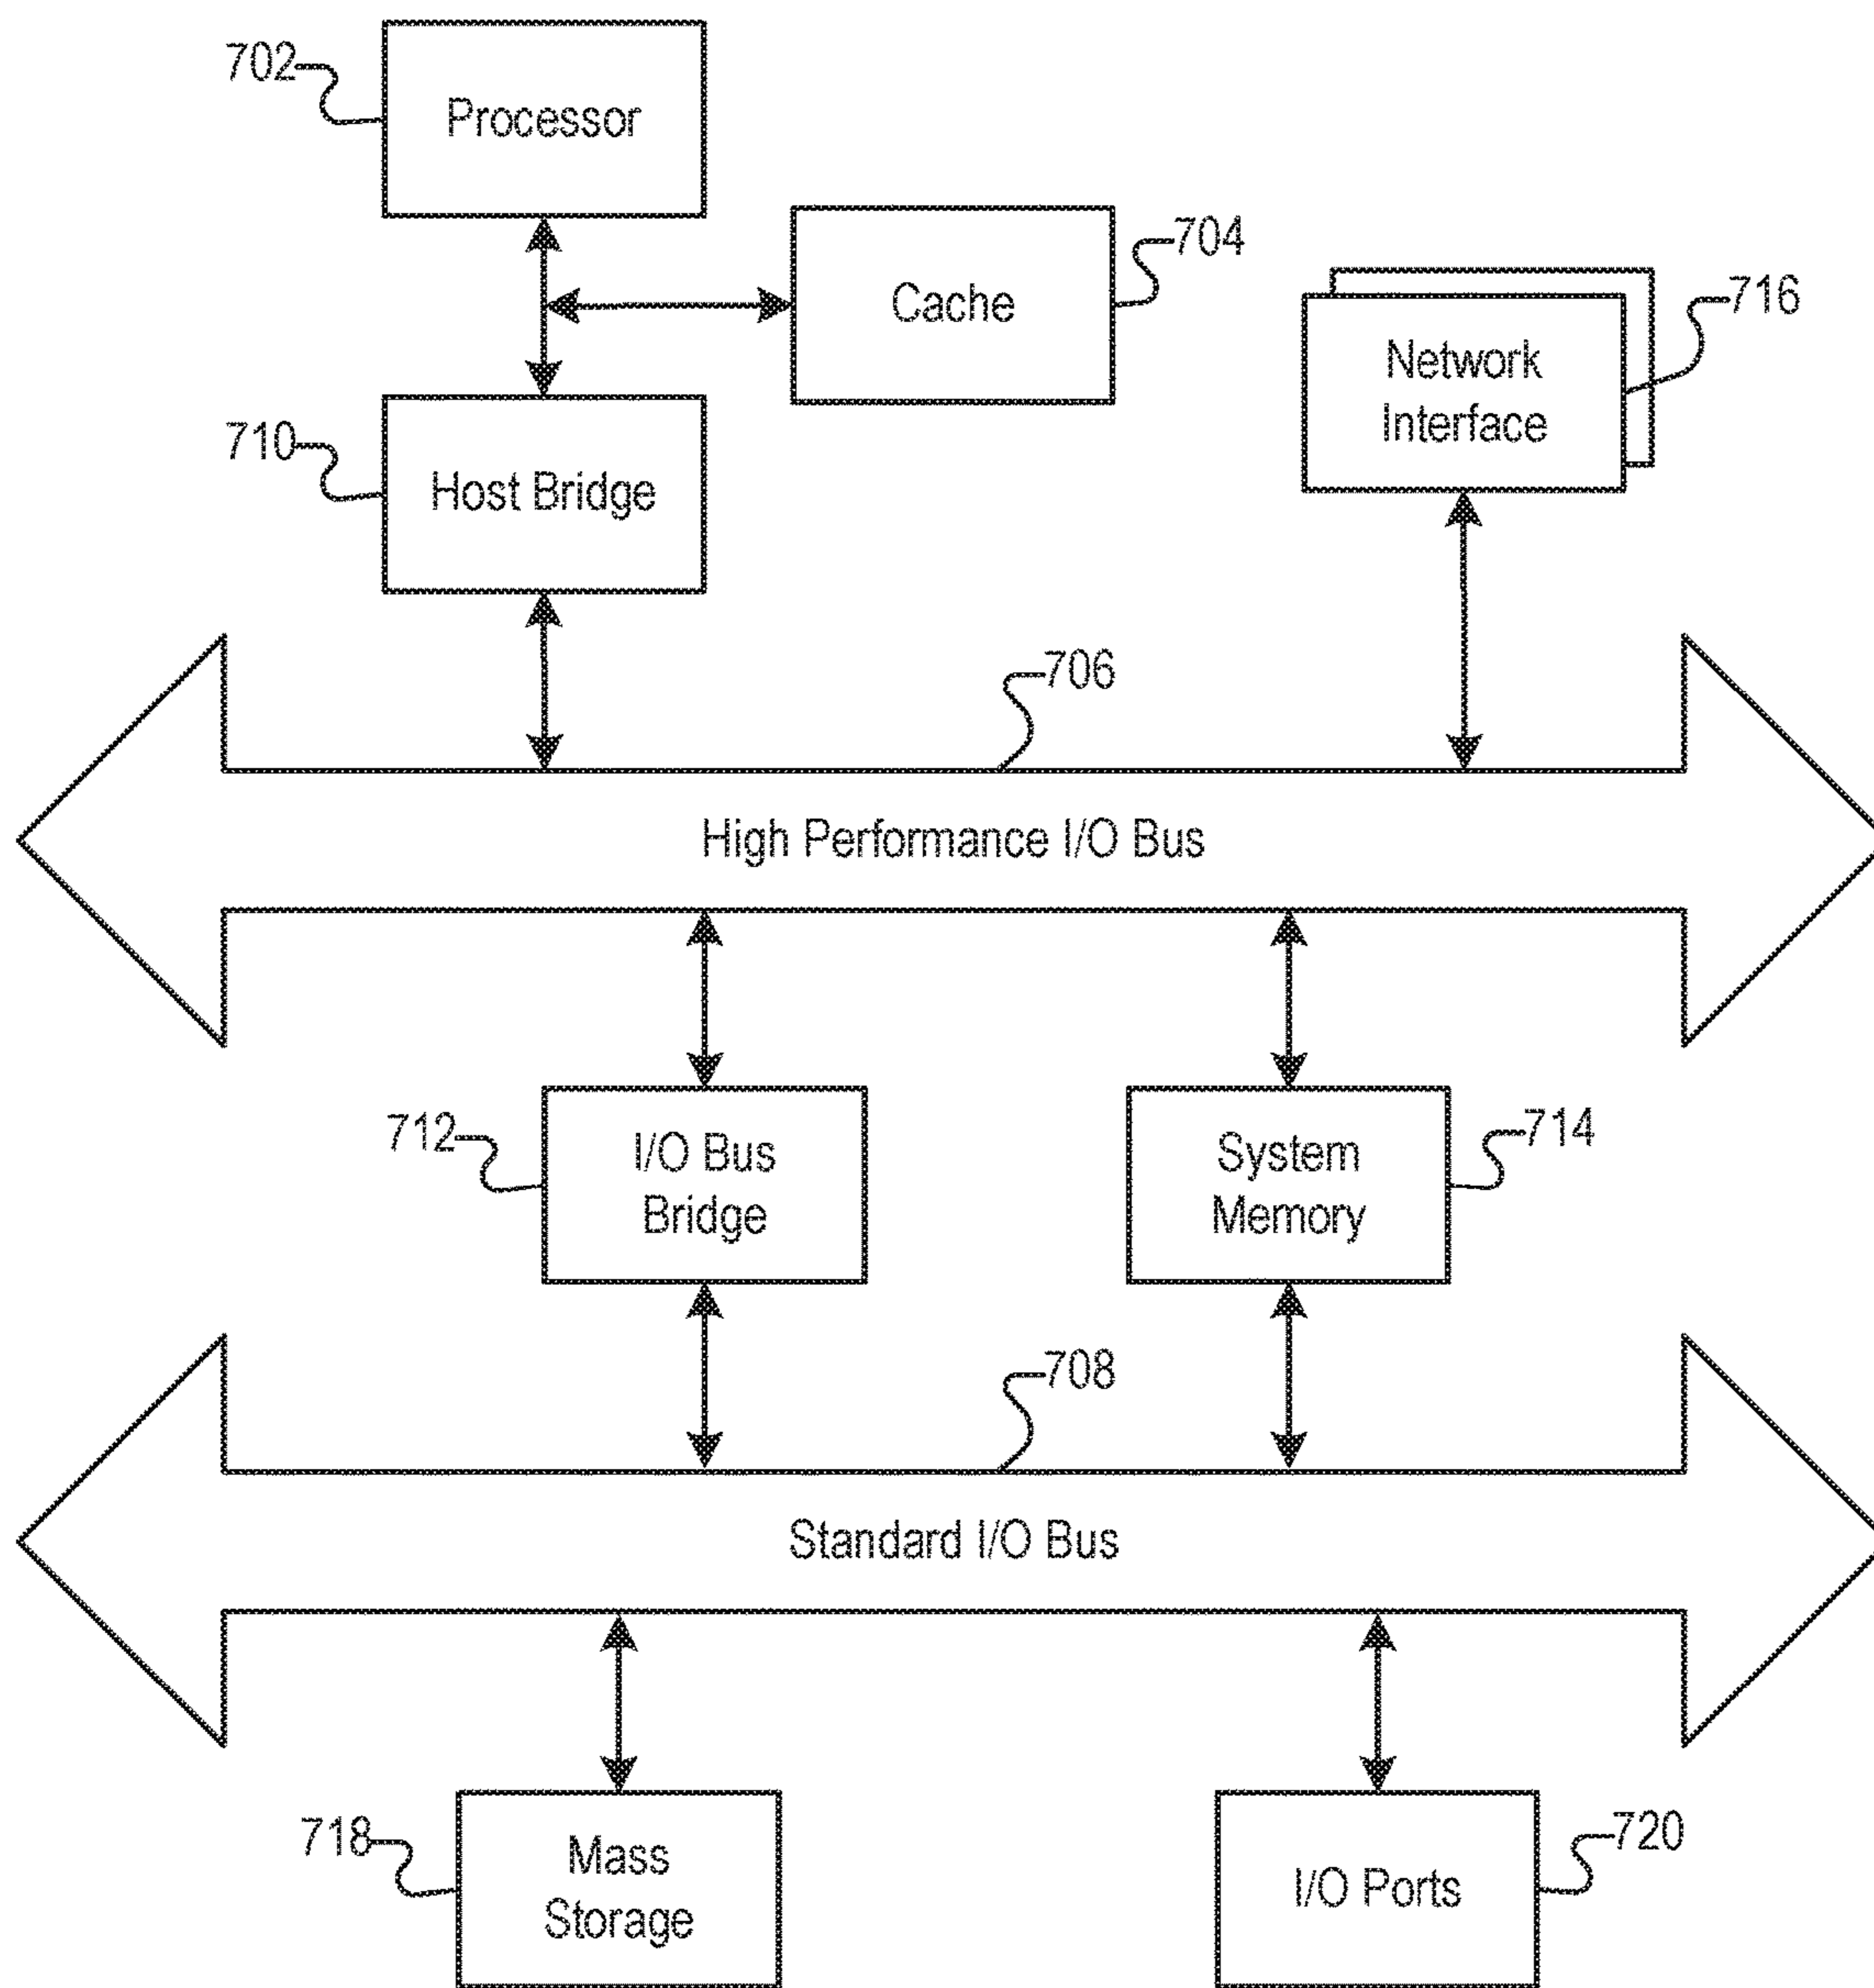 702
Processor
704
Cache
716
Network
Interface
710
Host Bridge
706
High Performance I/O Bus
712
I/O Bus
Bridge
System
Memory
714
708
Standard I/O Bus
718
Mass
Storage
I/O Ports
720